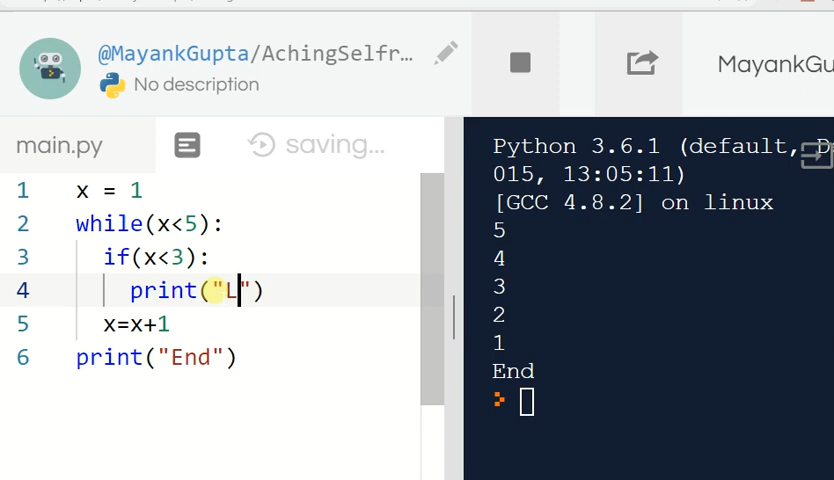 @MayankGupta/AchingSelfr...
No description
MayankGu
main.py
saving...
1 x = 1
2 while(x<5):
3 if(x<3):
4 print("L")
5 x=x+1
6 print("End")
Python 3.6.1 (default, D
015, 13:05:11)
[GCC 4.8.2] on linux
5
4
3
2
1
End